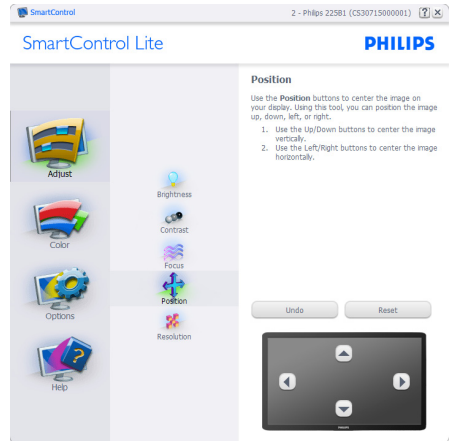 SmartControl
2 - Philips 225B1 (CS30715000001)
SmartControl Lite
PHILIPS
Adjust
Color
Options
Help
Brightness
Contrast
Focus
Position
Resolution
Position
Use the Position buttons to center the image on
your display. Using this tool, you can position the image
up, down, left, or right.
1. Use the Up/Down buttons to center the image
vertically.
2. Use the Left/Right buttons to center the image
horizontally.
Undo
Reset
PHILIPS